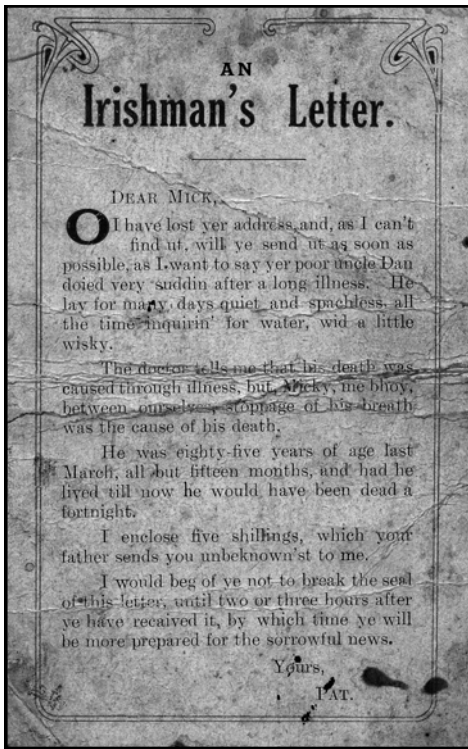 AN
Irishman's Letter.
DEAR MICK,
OI have lost yer address, and, as I can't
find ut, will ye send ut as soon as
possible, as I want to say yer poor uncle Dan
doied very suddin after a long illness. He
lay for many days quiet and spachless, all
the time inquirin' for water, wid a little
wisky.
The doctor tells me that his death was
caused through illness, but, Micky, me bhoy,
between ourselves, stoppage of his breath
was the cause of his death.
He was eighty-five years of age last
March, all but fifteen months, and had he
lived till now he would have been dead a
fortnight.
I enclose five shillings, which your
father sends you unbeknown'st to me.
I would beg of ye not to break the seal
of this letter, until two or three hours after
ye have recaived it, by which time ye will
be more prepared for the sorrowful news.
Yours,
PAT.